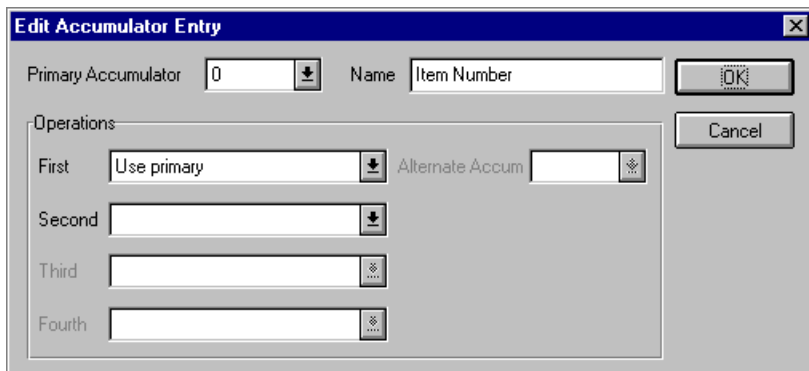 Edit Accumulator Entry
Primary Accumulator 0 Name Item Number OK
Cancel
Operations
First Use primary Alternate Accum
Second
Third
Fourth